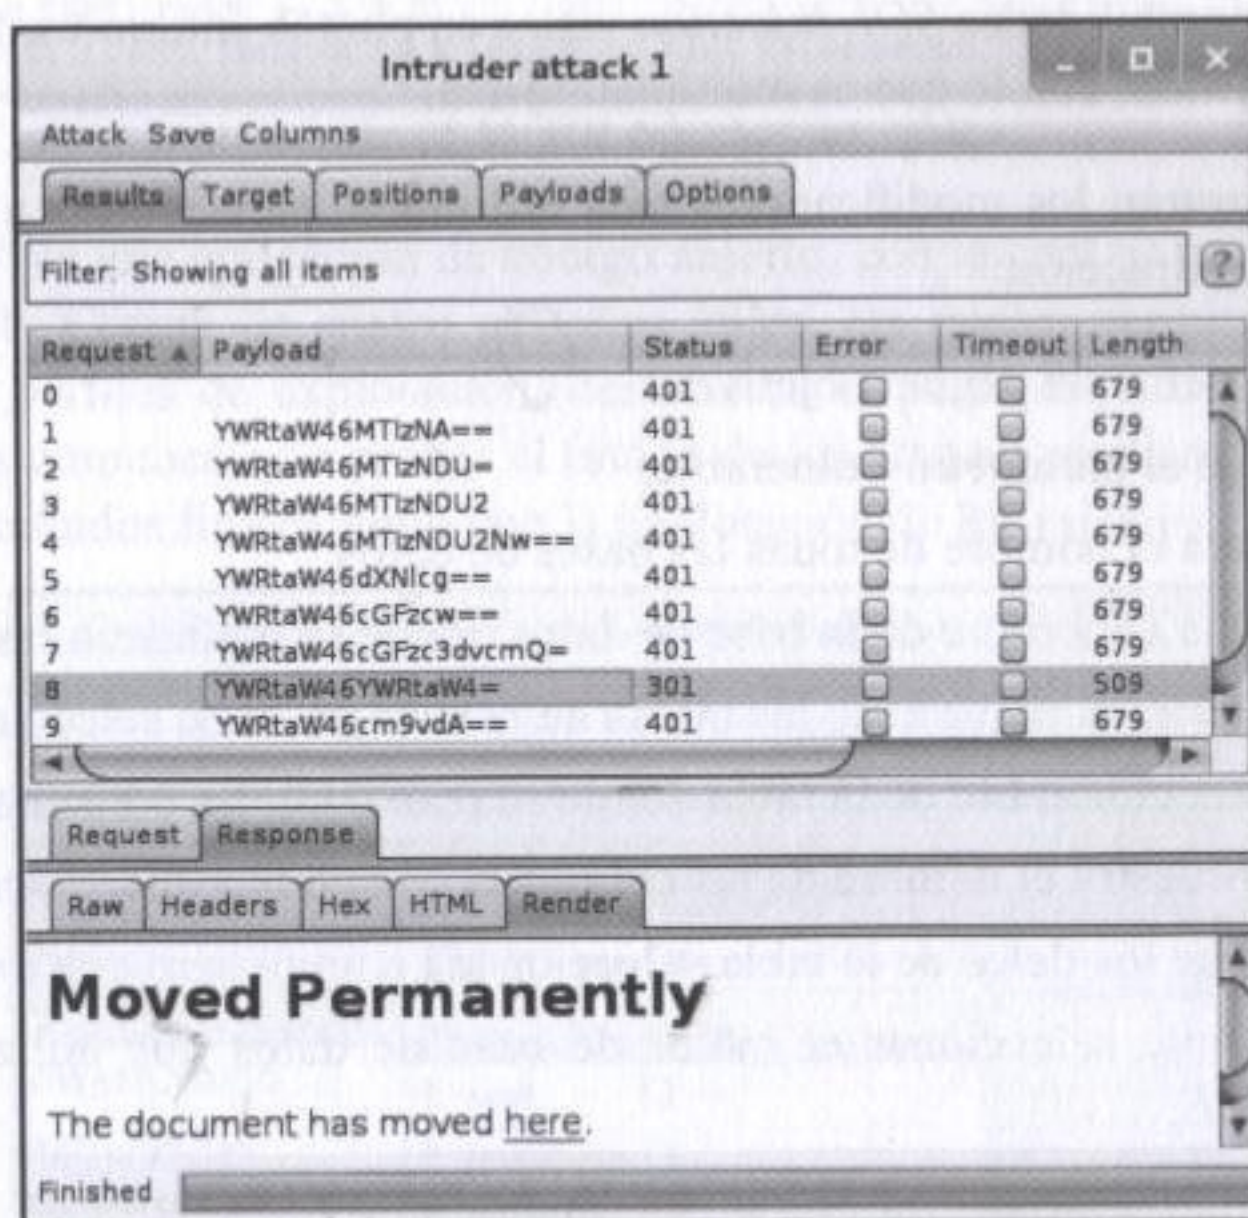 Intruder attack 1
Attack Save Columns
Results Target Positions Payloads Options
Filter: Showing all items
?
Request Payload Status Error Timeout Length
0 401 679
1 YWRtaW46MTIzNA== 401 679
2 YWRtaW46MTIzNDU= 401 679
3 YWRtaW46MTIzNDU2 401 679
4 YWRtaW46MTIzNDU2Nw== 401 679
5 YWRtaW46dXNlcg== 401 679
6 YWRtaW46cGFzcw== 401 679
7 YWRtaW46cGFzc3dvcmQ= 401 679
8 YWRtaW46YWRtaW4= 301 509
9 YWRtaW46cm9vdA== 401 679
Request Response
Raw Headers Hex HTML Render
Moved Permanently
The document has moved here.
Finished